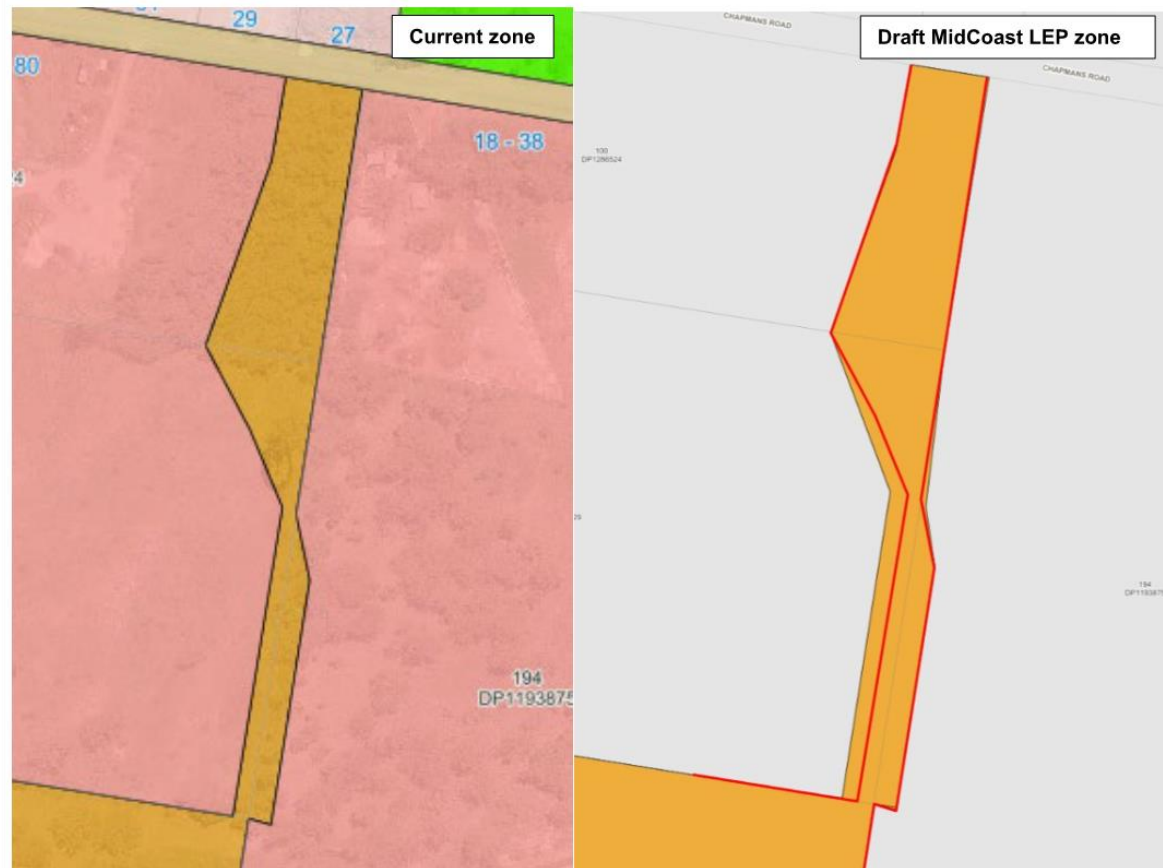 29
27
Current zone
80
18 - 38
194
DP1193875
Draft MidCoast LEP zone
CHAPMANS ROAD
CHAPMANS ROAD
100
DP1286524
194
DP1193875